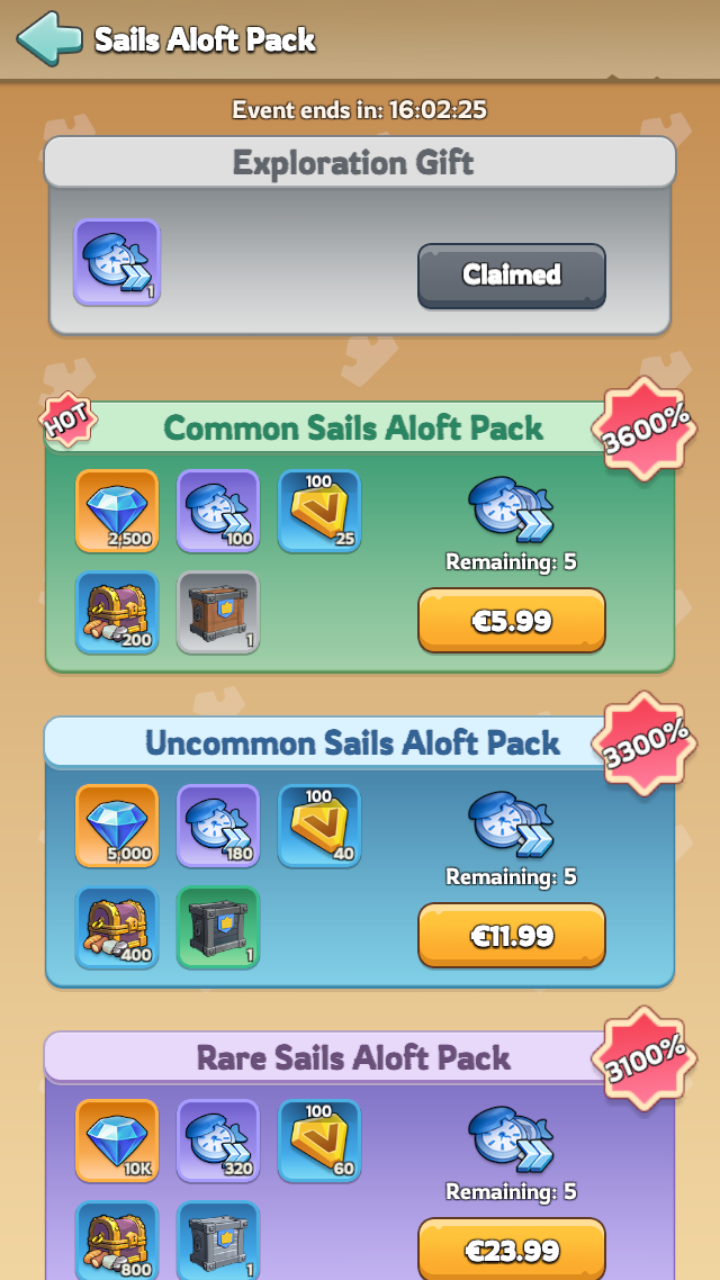 Sails Aloft Pack
Event ends in: 16:02:25
Exploration Gift
1
Claimed
HOT
Common Sails Aloft Pack
3600%
2,500
100
100
25
Remaining: 5
200
1
€5.99
Uncommon Sails Aloft Pack
3300%
5,000
180
100
40
Remaining: 5
400
1
€11.99
Rare Sails Aloft Pack
3100%
10K
320
100
60
Remaining: 5
800
1
€23.99